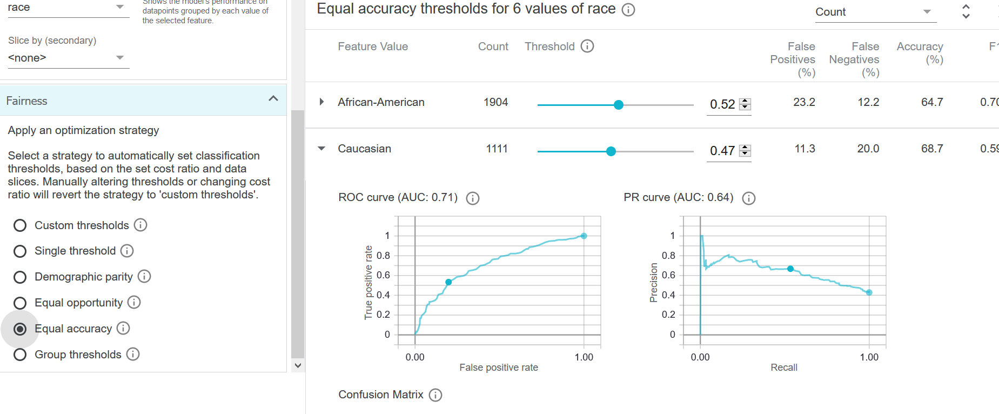 race
Shows the model's performance on
datapoints grouped by each value of
the selected feature.
Slice by (secondary)
<none>
Fairness
Apply an optimization strategy
Select a strategy to automatically set classification
thresholds, based on the set cost ratio and data
slices. Manually altering thresholds or changing cost
ratio will revert the strategy to 'custom thresholds'.
Custom thresholds
Single threshold
Demographic parity
Equal opportunity
Equal accuracy
Group thresholds
Equal accuracy thresholds for 6 values of race
Count
Feature Value Count Threshold False Positives (%) False Negatives (%) Accuracy (%) F1
African-American 1904 0.52 23.2 12.2 64.7 0.70
Caucasian 1111 0.47 11.3 20.0 68.7 0.59
ROC curve (AUC: 0.71)
True positive rate
1
0.8
0.6
0.4
0.2
0
0.00 1.00
False positive rate
PR curve (AUC: 0.64)
Precision
1
0.8
0.6
0.4
0.2
0
0.00 1.00
Recall
Confusion Matrix